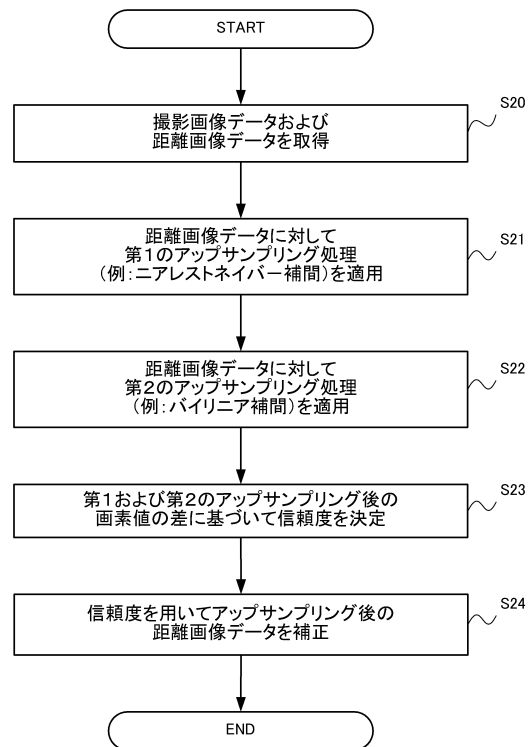 START
S20
撮影画像データおよび
距離画像データを取得
S21
距離画像データに対して
第1のアップサンプリング処理
(例:ニアレストネイバー補間)を適用
S22
距離画像データに対して
第2のアップサンプリング処理
(例:バイリニア補間)を適用
S23
第1および第2のアップサンプリング後の
画素値の差に基づいて信頼度を決定
S24
信頼度を用いてアップサンプリング後の
距離画像データを補正
END